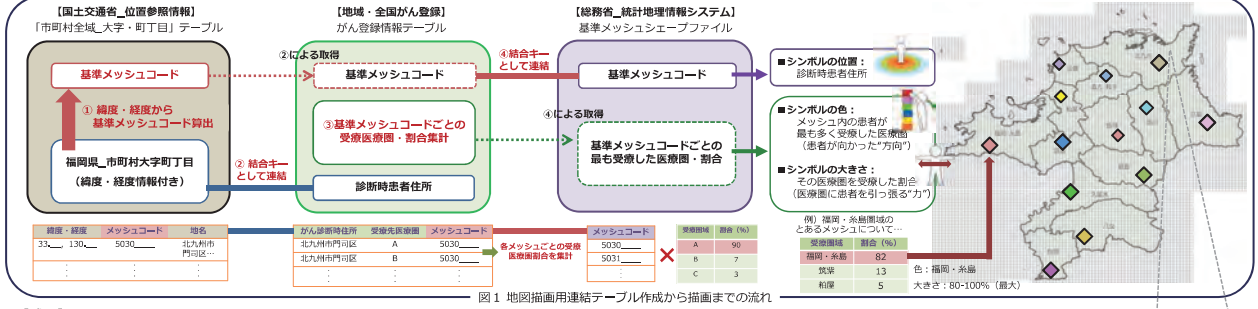 【国土交通省_位置参照情報】
「市町村全域_大字・町丁目」テーブル
基準メッシュコード
① 緯度・経度から
基準メッシュコード算出
福岡県_市町村大字町丁目
(緯度・経度情報付き)
②による取得
② 結合キー
として連結
【地域・全国がん登録】
がん登録情報テーブル
基準メッシュコード
③基準メッシュコードごとの
受療医療圏・割合集計
診断時患者住所
④結合キー
として連結
④による取得
【総務省_統計地理情報システム】
基準メッシュシェープファイル
基準メッシュコード
基準メッシュコードごとの
最も受療した医療圏・割合
■シンボルの位置:
診断時患者住所
■シンボルの色:
メッシュ内の患者が
最も多く受療した医療圏
(患者が向かった"方向")
■シンボルの大きさ:
その医療圏を受療した割合
(医療圏に患者を引っ張る"力")
緯度・経度 メッシュコード 地名
33.__, 130.__ 5030____ 北九州市
門司区…
: : :
がん診断時住所 受療先医療圏 メッシュコード
北九州市門司区 A 5030____
北九州市門司区 B 5030____
: : :
各メッシュごとの受療
医療圏割合を集計
メッシュコード
5030____
5031____
:
×
受療圏域 割合(%)
A 90
B 7
C 3
例)福岡・糸島圏域の
とあるメッシュについて…
受療圏域 割合(%)
福岡・糸島 82
筑紫 13
粕屋 5
色:福岡・糸島
大きさ:80-100%(最大)
図1 地図描画用連結テーブル作成から描画までの流れ